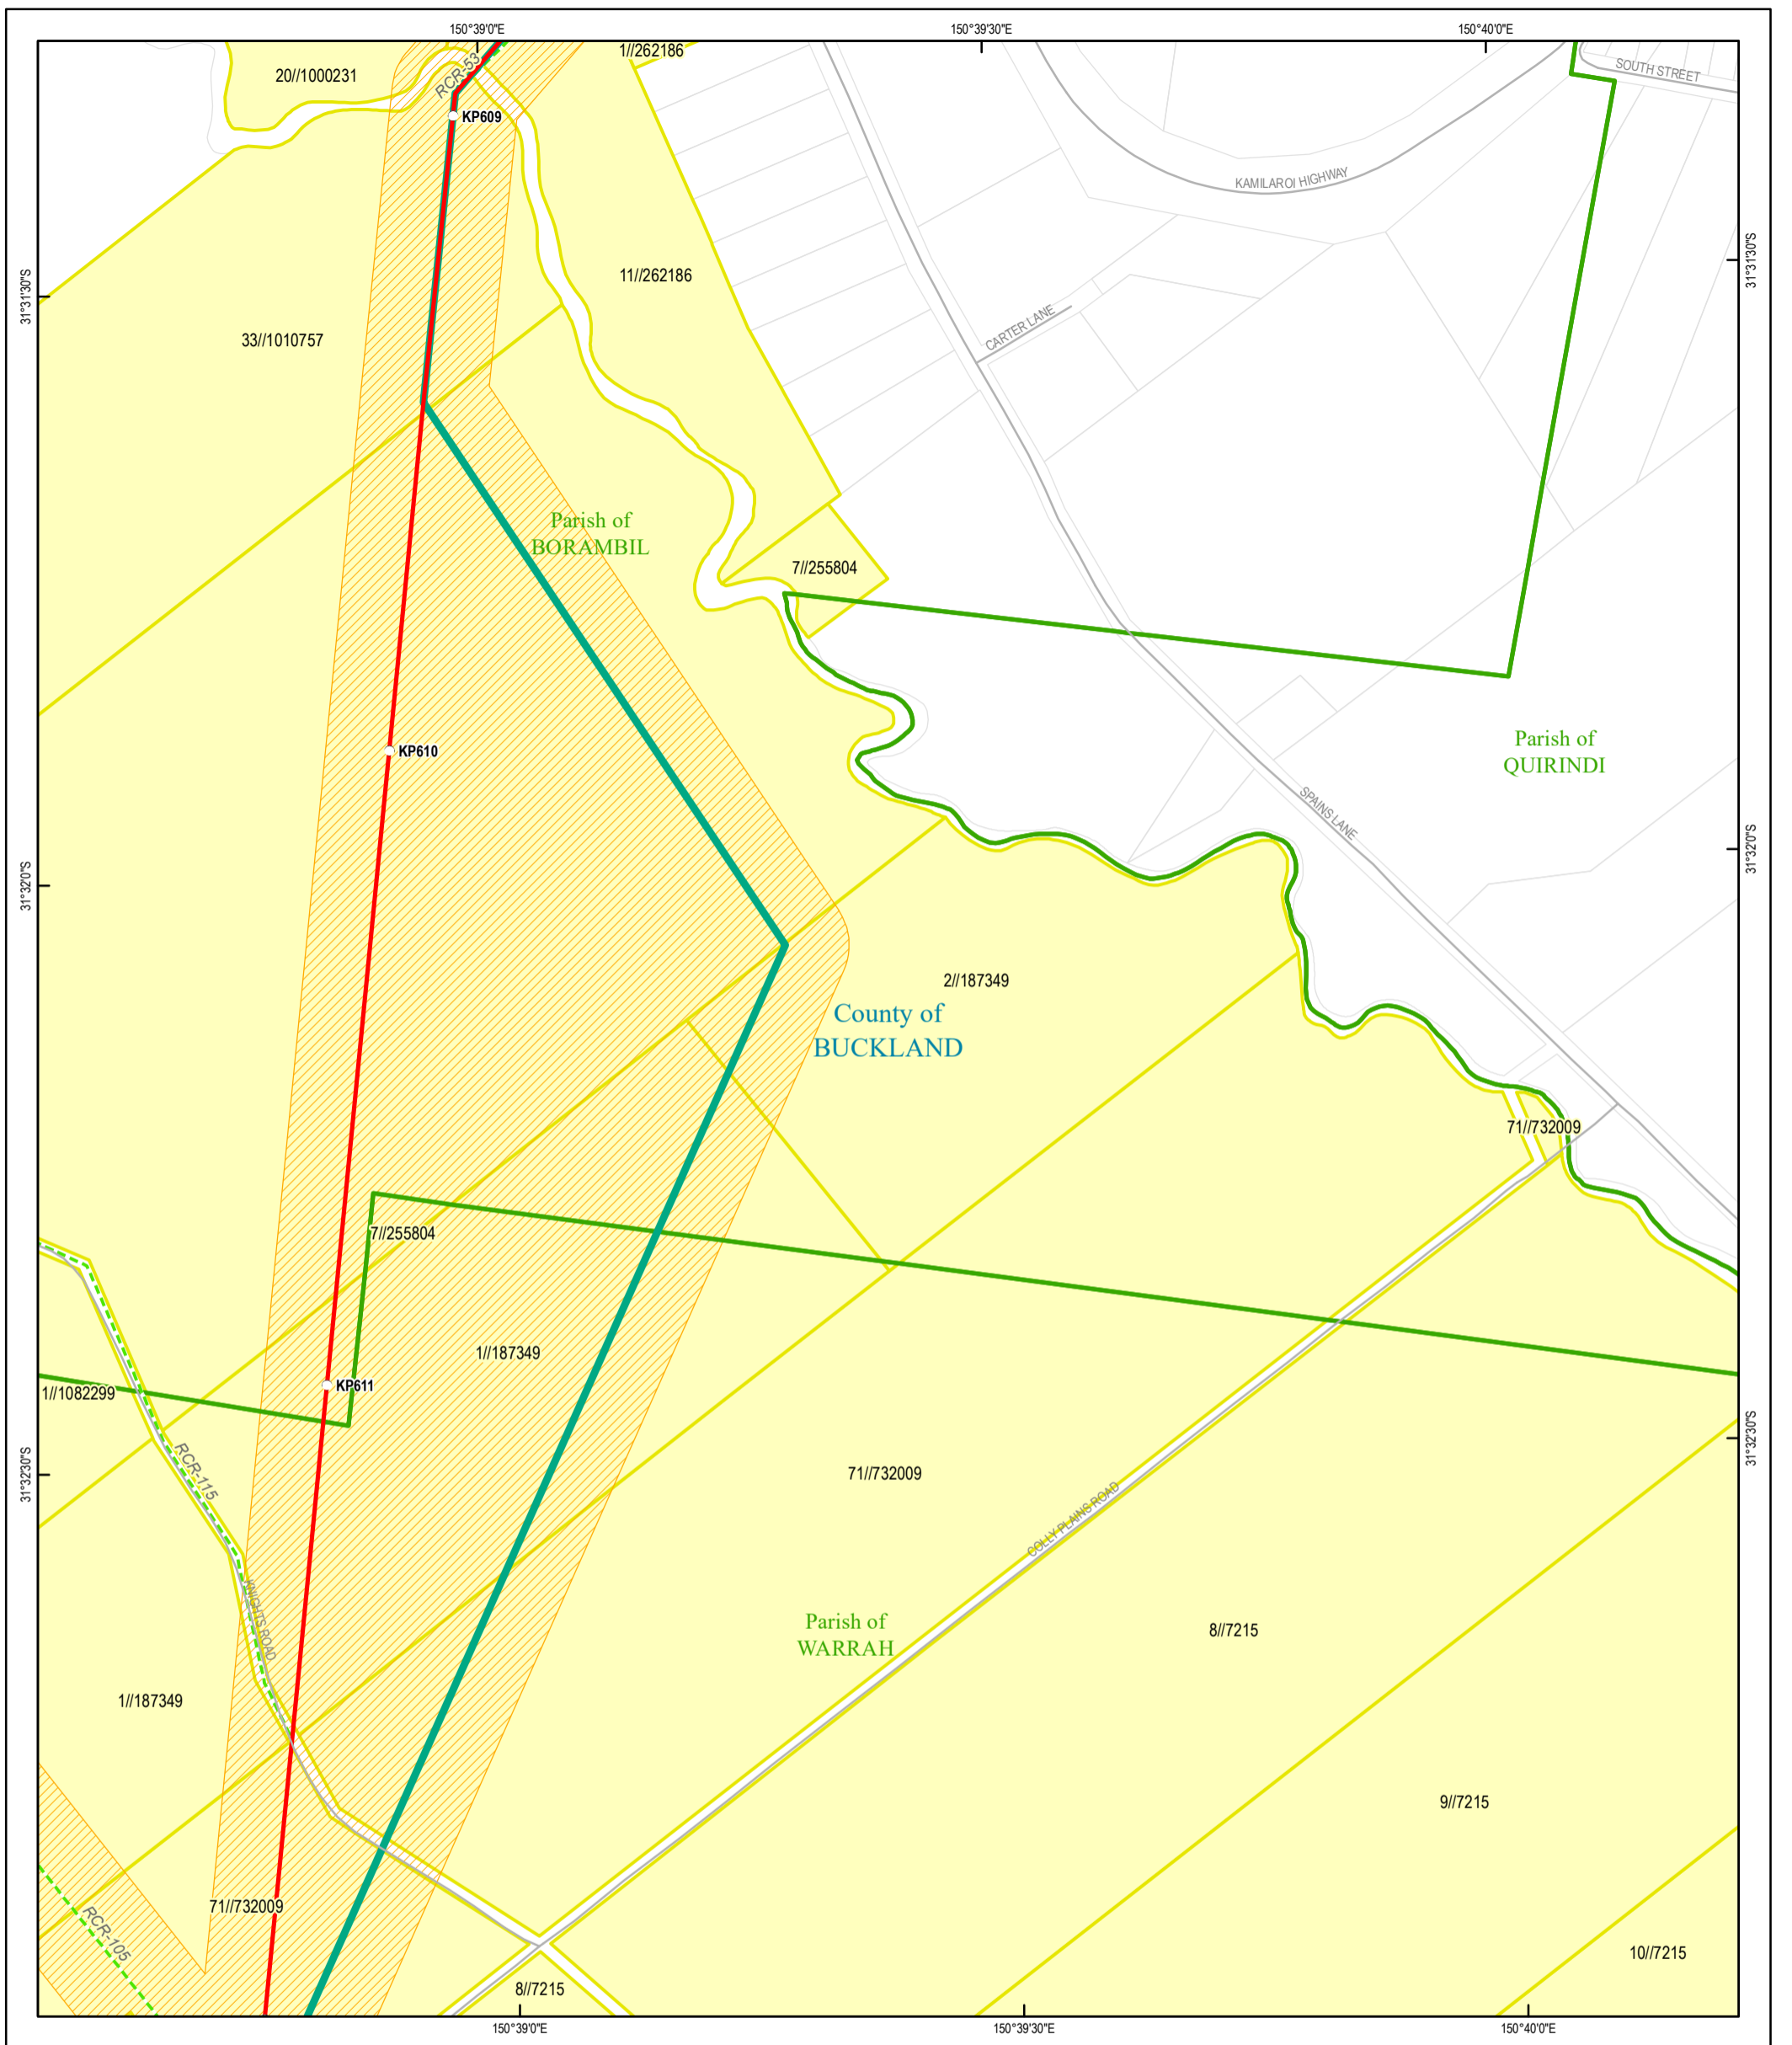 150°39'0"E
150°39'30"E
150°40'0"E
1//262186
20//1000231
RCR-53
SOUTH STREET
KP609
KAMILAROI HIGHWAY
31°31'30"S
31°31'30"S
11//262186
33//1010757
CARTER LANE
Parish of
BORAMBIL
7//255804
Parish of
QUIRINDI
KP610
SPAINS LANE
31°32'0"S
31°32'0"S
2//187349
County of
BUCKLAND
71//732009
7//255804
1//187349
KP611
1//1082299
31°32'30"S
31°32'30"S
RCR-115
71//732009
COLLY PLAINS ROAD
KNIGHTS ROAD
Parish of
WARRAH
8//7215
1//187349
9//7215
71//732009
RCR-105
10//7215
8//7215
150°39'0"E
150°39'30"E
150°40'0"E